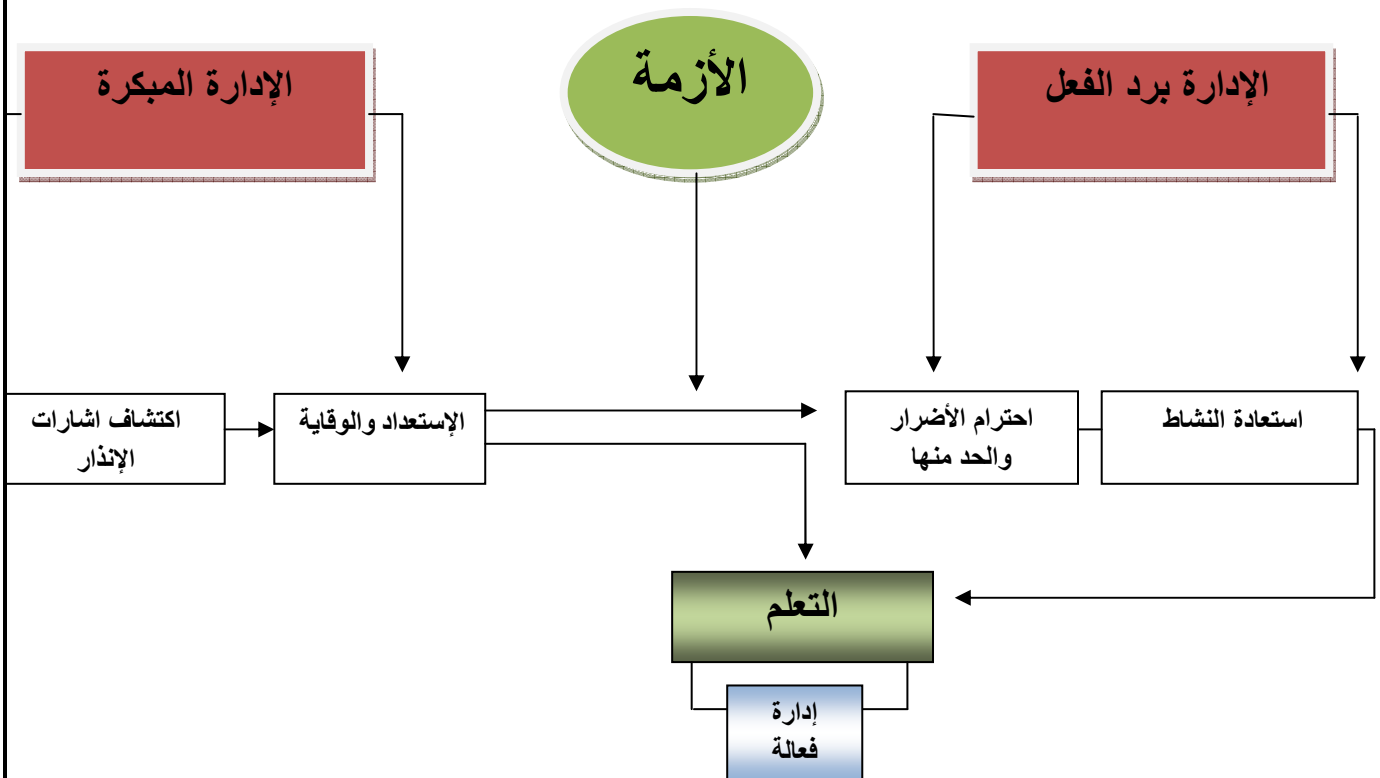 الإدارة برد الفعل
الأزمة
الإدارة المبكرة
استعادة النشاط
احترام الأضرار
والحد منها
الإستعداد والوقاية
اكتشاف اشارات
الإنذار
التعلم
إدارة
فعالة